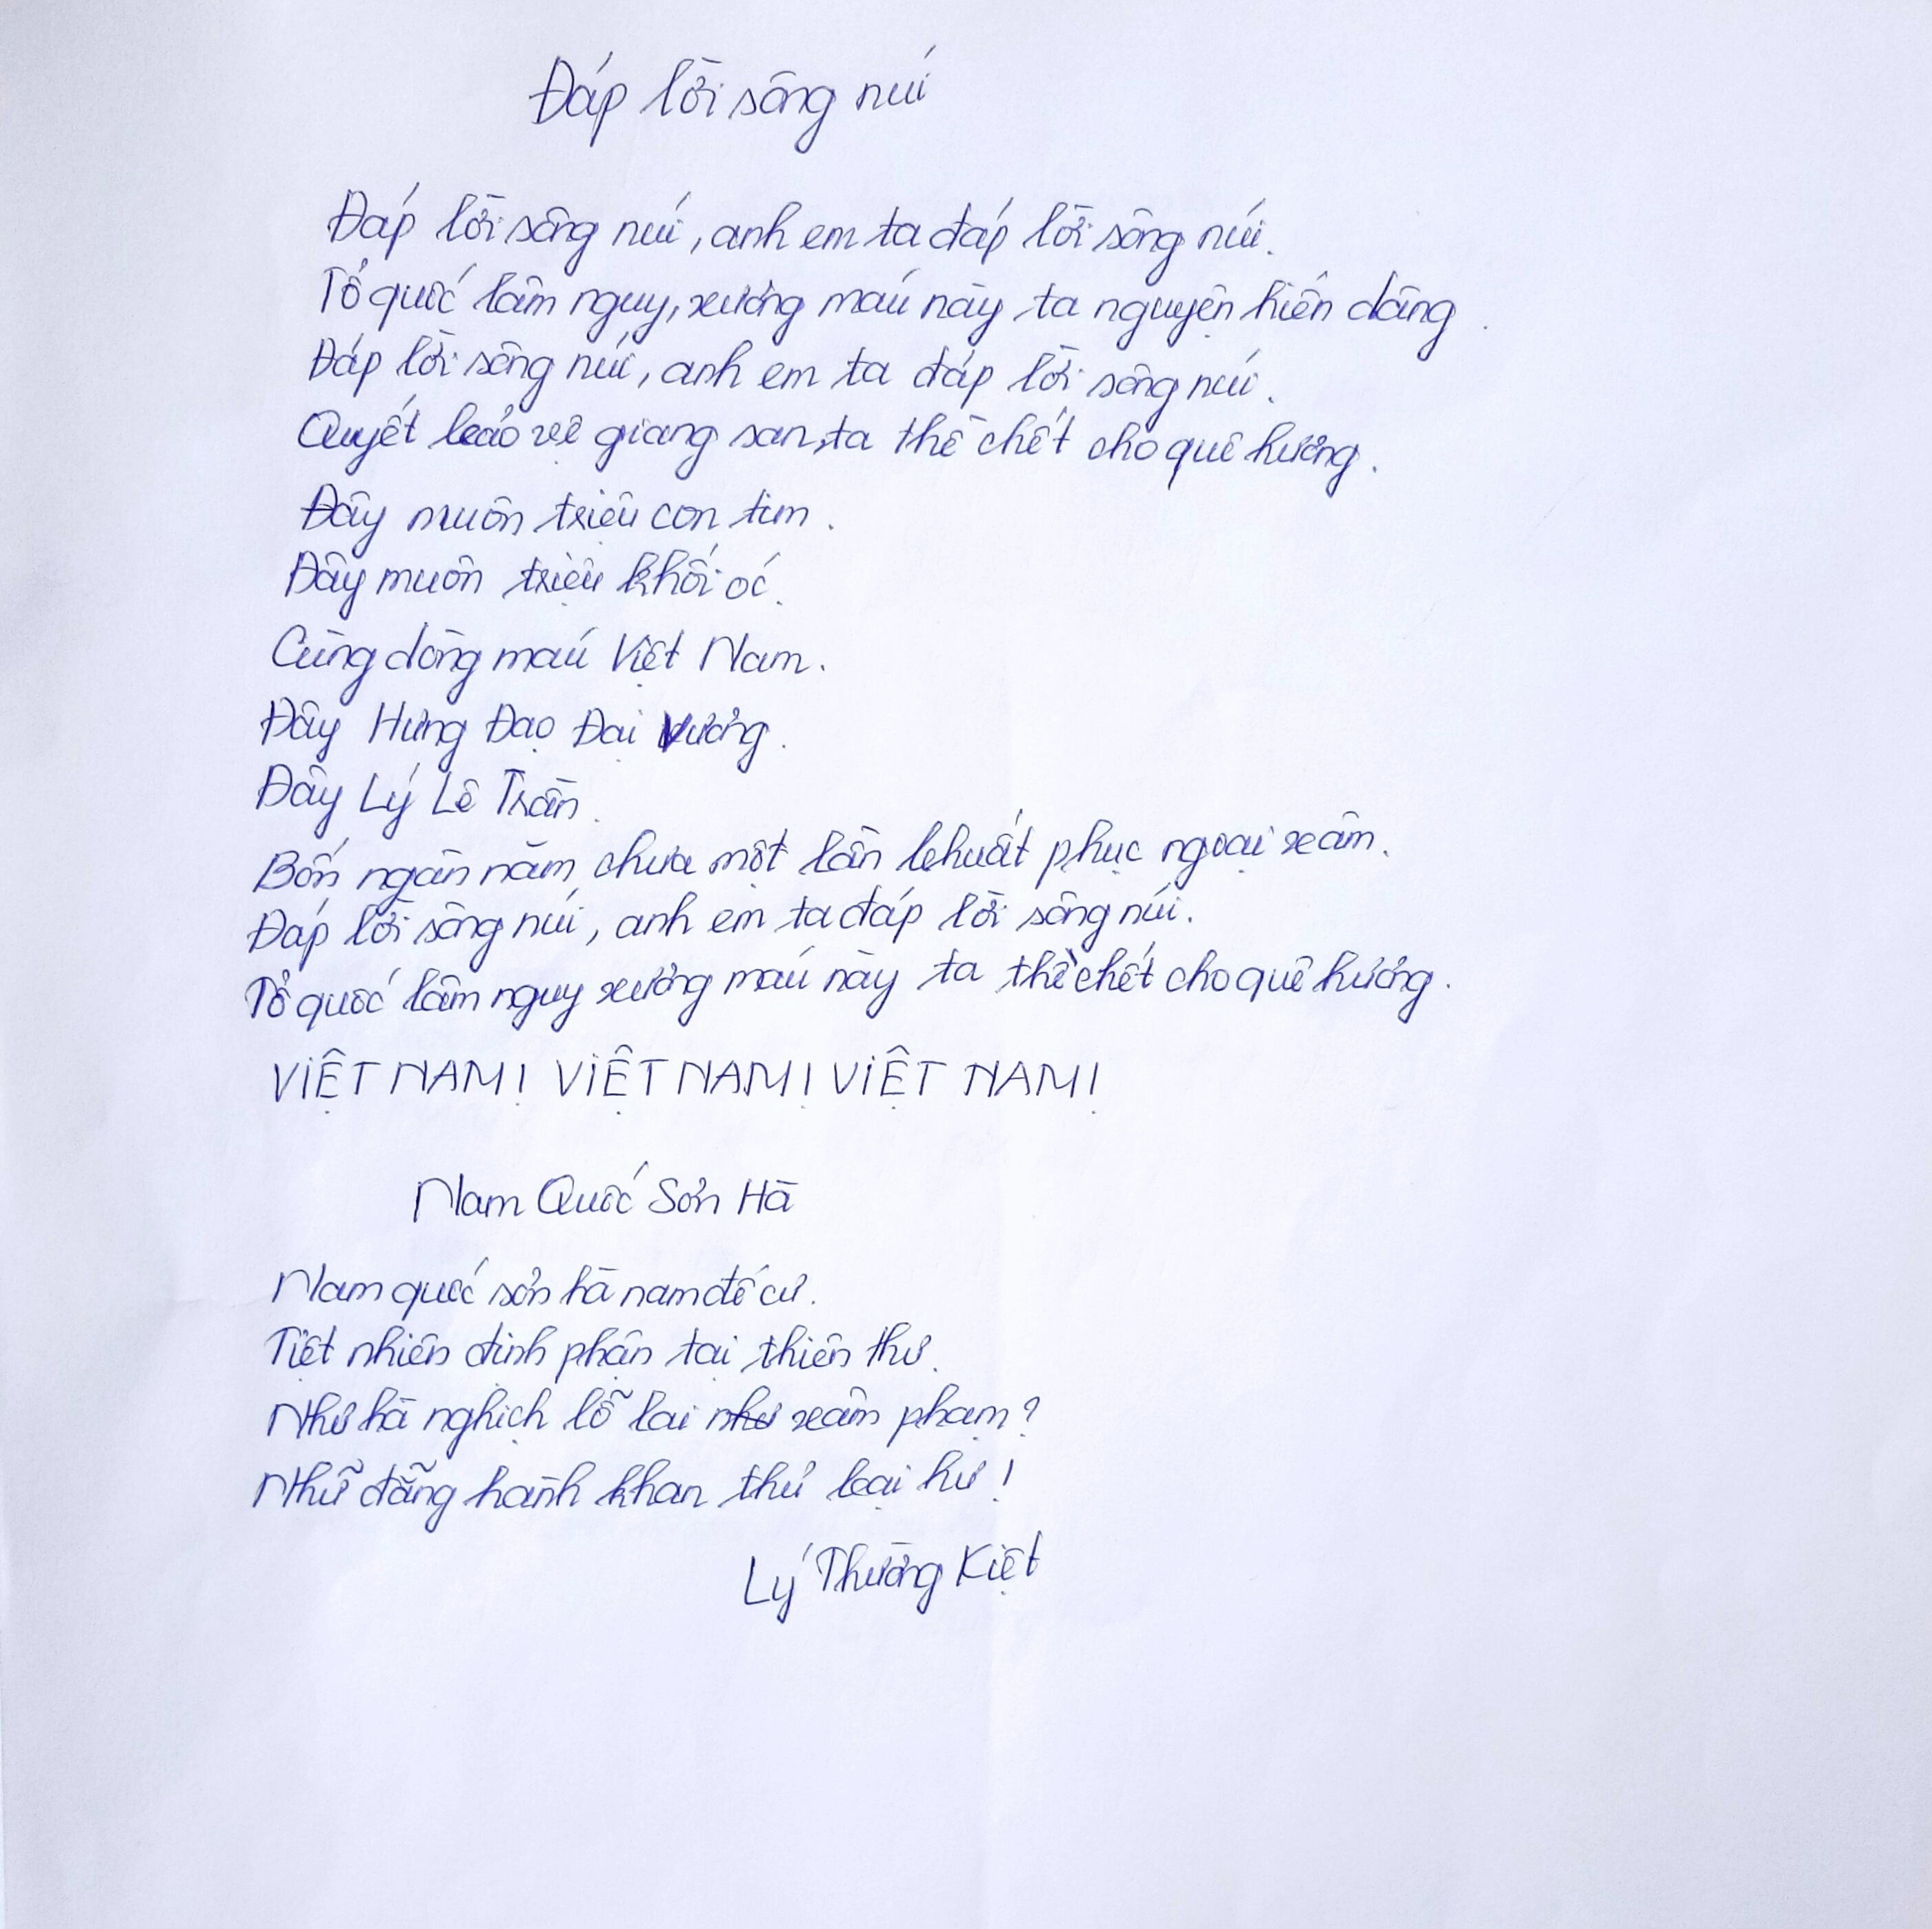 Đáp lời sông núi
Đáp lời sông núi, anh em ta đáp lời sông núi.
Tổ quốc lâm nguy, xương máu này ta nguyện hiến dâng.
Đáp lời sông núi, anh em ta đáp lời sông núi.
Quyết bảo vệ giang san, ta thề chết cho quê hương.
Đây muôn triệu con tim.
Đây muôn triệu khối óc.
Cùng dòng máu Việt Nam.
Đây Hưng Đạo Đại Vương.
Đây Lý Lê Trần.
Bốn ngàn năm chưa một lần khuất phục ngoại xâm.
Đáp lời sông núi, anh em ta đáp lời sông núi.
Tổ quốc lâm nguy xương máu này ta thề chết cho quê hương.
VIỆT NAM! VIỆT NAM! VIỆT NAM!
Nam Quốc Sơn Hà
Nam quốc sơn hà nam đế cư.
Tiệt nhiên định phận tại thiên thư.
Như hà nghịch lỗ lai xâm phạm?
Nhữ đẳng hành khan thủ bại hư!
Lý Thường Kiệt